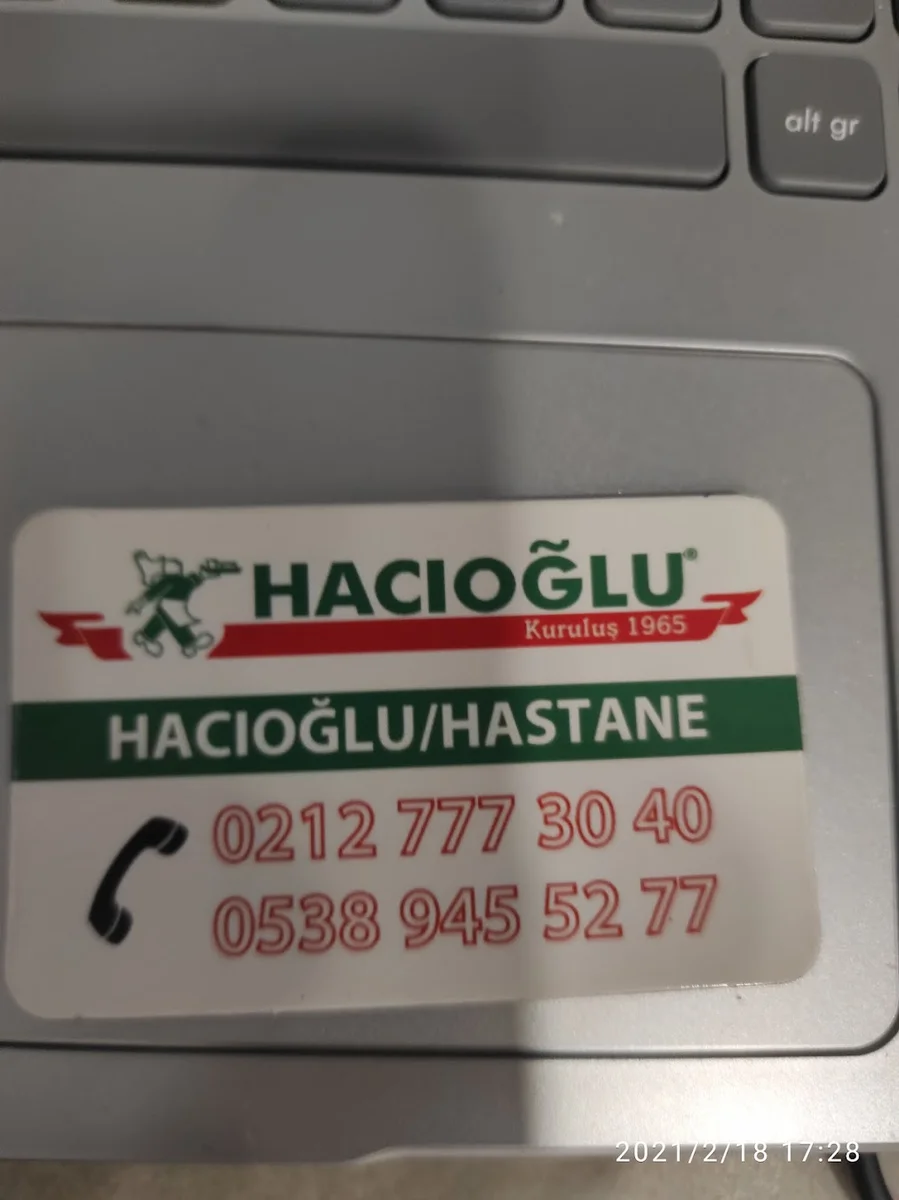 alt gr
HACIOĞLU®
Kuruluş 1965
HACIOĞLU/HASTANE
0212 777 30 40
0538 945 52 77
2021/2/18 17:28